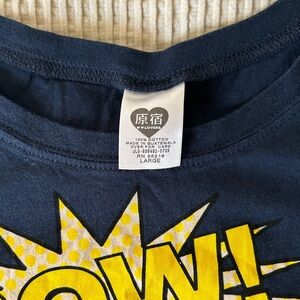 原宿
♥♥LOVERS
100% COTTON
MADE IN GUATEMALA
OVER FOR CARE
RN 55219
LARGE
OW!